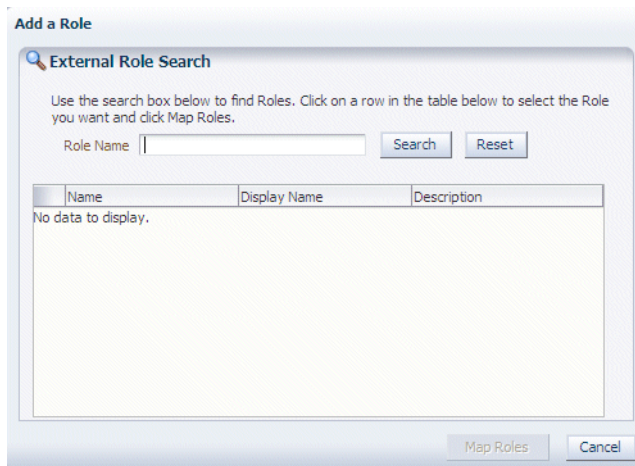 Add a Role
External Role Search
Use the search box below to find Roles. Click on a row in the table below to select the Role
you want and click Map Roles.
Role Name Search Reset
Name Display Name Description
No data to display.
Map Roles Cancel